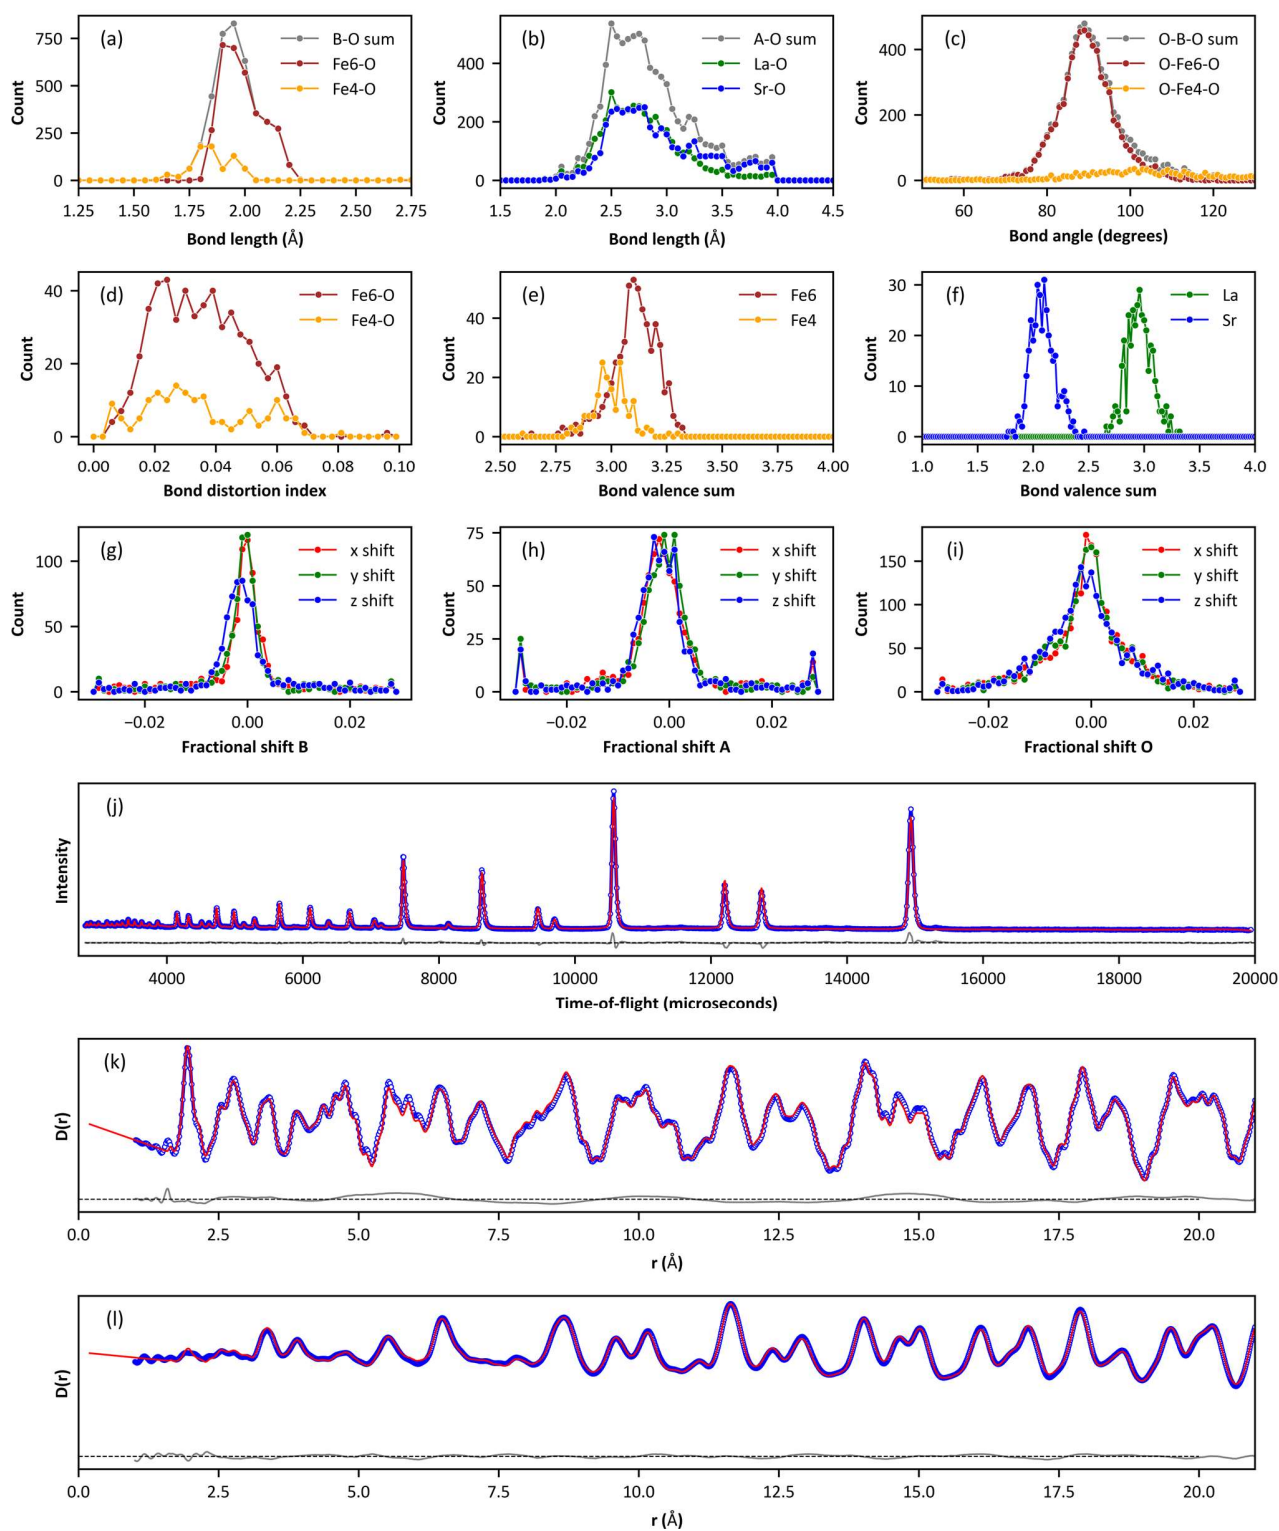 (a)
B-O sum
Fe6-O
Fe4-O
Count
750
500
250
0
1.25 1.50 1.75 2.00 2.25 2.50 2.75
Bond length (Å)
(b)
A-O sum
La-O
Sr-O
Count
400
200
0
1.5 2.0 2.5 3.0 3.5 4.0 4.5
Bond length (Å)
(c)
O-B-O sum
O-Fe6-O
O-Fe4-O
Count
400
200
0
60 80 100 120
Bond angle (degrees)
(d)
Fe6-O
Fe4-O
Count
40
20
0
0.00 0.02 0.04 0.06 0.08 0.10
Bond distortion index
(e)
Fe6
Fe4
Count
40
20
0
2.50 2.75 3.00 3.25 3.50 3.75 4.00
Bond valence sum
(f)
La
Sr
Count
30
20
10
0
1.0 1.5 2.0 2.5 3.0 3.5 4.0
Bond valence sum
(g)
x shift
y shift
z shift
Count
100
50
0
−0.02 0.00 0.02
Fractional shift B
(h)
x shift
y shift
z shift
Count
75
50
25
0
−0.02 0.00 0.02
Fractional shift A
(i)
x shift
y shift
z shift
Count
150
100
50
0
−0.02 0.00 0.02
Fractional shift O
(j)
Intensity
4000 6000 8000 10000 12000 14000 16000 18000 20000
Time-of-flight (microseconds)
(k)
D(r)
0.0 2.5 5.0 7.5 10.0 12.5 15.0 17.5 20.0
r (Å)
(l)
D(r)
0.0 2.5 5.0 7.5 10.0 12.5 15.0 17.5 20.0
r (Å)